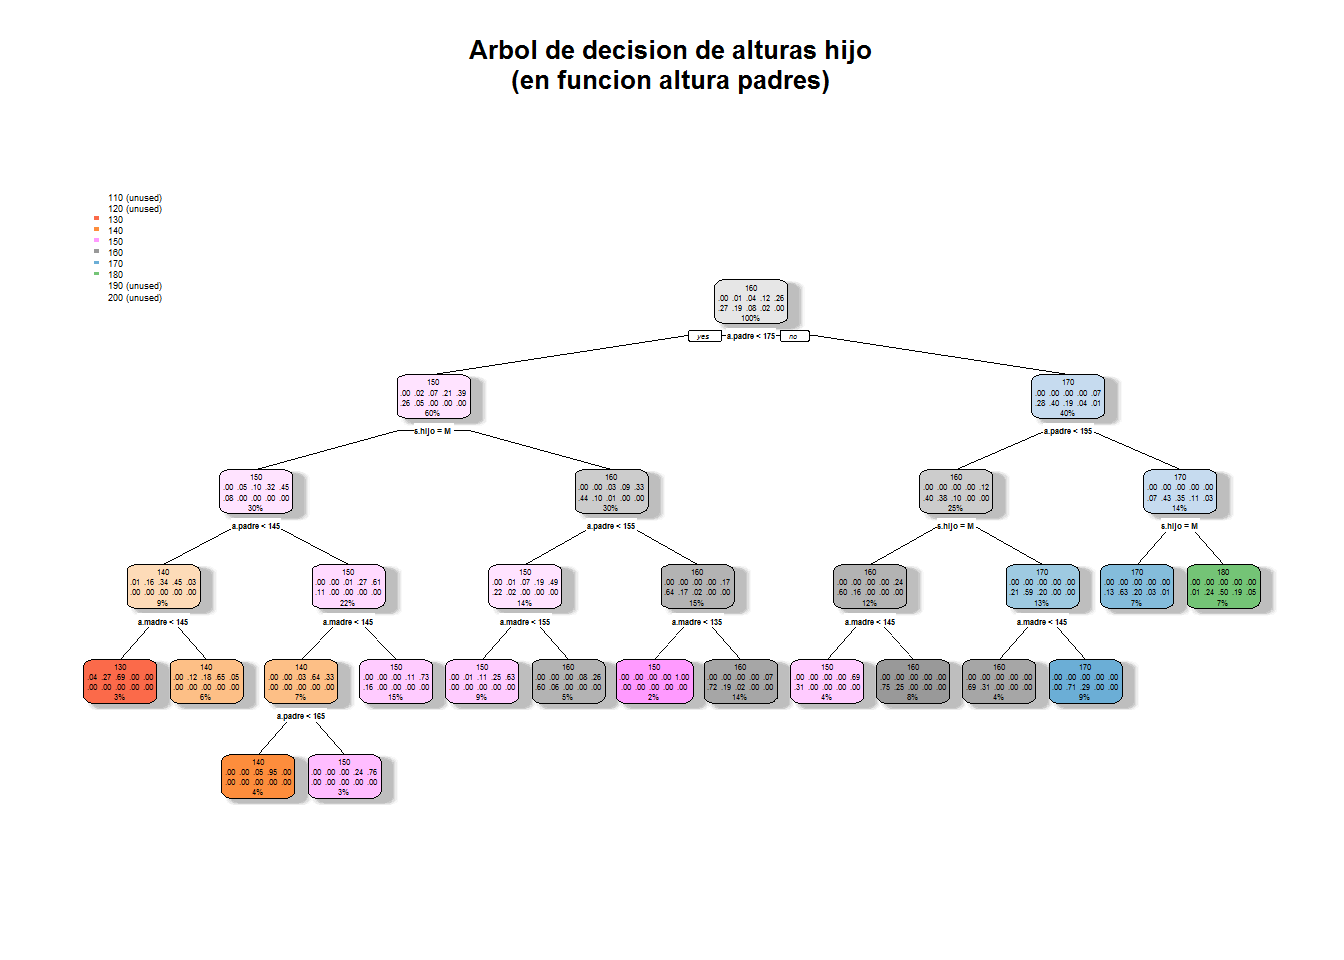 Arbol de decision de alturas hijo
(en funcion altura padres)
110 (unused)
120 (unused)
130
140
150
160
170
180
190 (unused)
200 (unused)
160
.00 .01 .04 .12 .26
.27 .19 .08 .02 .00
100%
yes a.padre < 175 no
150
.00 .02 .07 .21 .39
.26 .05 .00 .00 .00
60%
s.hijo = M
170
.00 .00 .00 .00 .07
.28 .40 .19 .04 .01
40%
a.padre < 195
150
.00 .05 .10 .32 .45
.08 .00 .00 .00 .00
30%
a.padre < 145
160
.00 .00 .03 .09 .33
.44 .10 .01 .00 .00
30%
a.padre < 155
160
.00 .00 .00 .00 .12
.40 .38 .10 .00 .00
25%
s.hijo = M
170
.00 .00 .00 .00 .00
.07 .43 .35 .11 .03
14%
s.hijo = M
140
.01 .16 .34 .45 .03
.00 .00 .00 .00 .00
9%
a.madre < 145
150
.00 .00 .01 .27 .61
.11 .00 .00 .00 .00
22%
a.madre < 145
150
.00 .01 .07 .19 .49
.22 .02 .00 .00 .00
14%
a.madre < 155
160
.00 .00 .00 .00 .17
.64 .17 .02 .00 .00
15%
a.madre < 135
160
.00 .00 .00 .00 .24
.60 .16 .00 .00 .00
12%
a.madre < 145
170
.00 .00 .00 .00 .00
.21 .59 .20 .00 .00
13%
a.madre < 145
170
.00 .00 .00 .00 .00
.13 .63 .20 .03 .01
7%
180
.00 .00 .00 .00 .00
.01 .24 .50 .19 .05
7%
130
.04 .27 .69 .00 .00
.00 .00 .00 .00 .00
3%
140
.00 .12 .18 .65 .05
.00 .00 .00 .00 .00
6%
140
.00 .00 .03 .64 .33
.00 .00 .00 .00 .00
7%
a.padre < 165
150
.00 .00 .00 .11 .73
.16 .00 .00 .00 .00
15%
150
.00 .01 .11 .25 .63
.00 .00 .00 .00 .00
9%
160
.00 .00 .00 .08 .26
.60 .06 .00 .00 .00
5%
150
.00 .00 .00 .00 1.00
.00 .00 .00 .00 .00
2%
160
.00 .00 .00 .00 .07
.72 .19 .02 .00 .00
14%
150
.00 .00 .00 .00 .69
.31 .00 .00 .00 .00
4%
160
.00 .00 .00 .00 .00
.75 .25 .00 .00 .00
8%
160
.00 .00 .00 .00 .00
.69 .31 .00 .00 .00
4%
170
.00 .00 .00 .00 .00
.00 .71 .29 .00 .00
9%
140
.00 .00 .05 .95 .00
.00 .00 .00 .00 .00
4%
150
.00 .00 .00 .24 .76
.00 .00 .00 .00 .00
3%